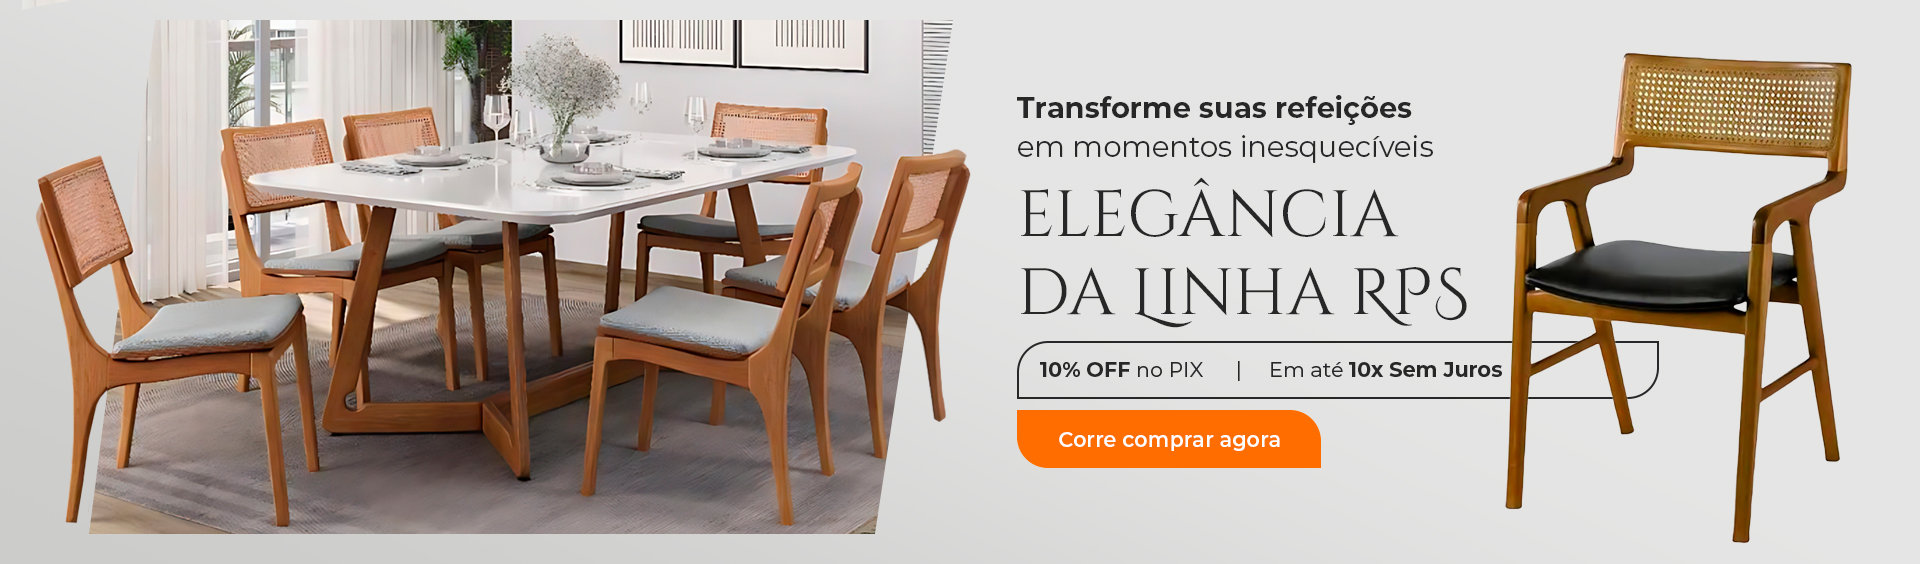 Transforme suas refeições
em momentos inesquecíveis
ELEGÂNCIA
DA LINHA RPS
10% OFF no PIX | Em até 10x Sem Juros
Corre comprar agora